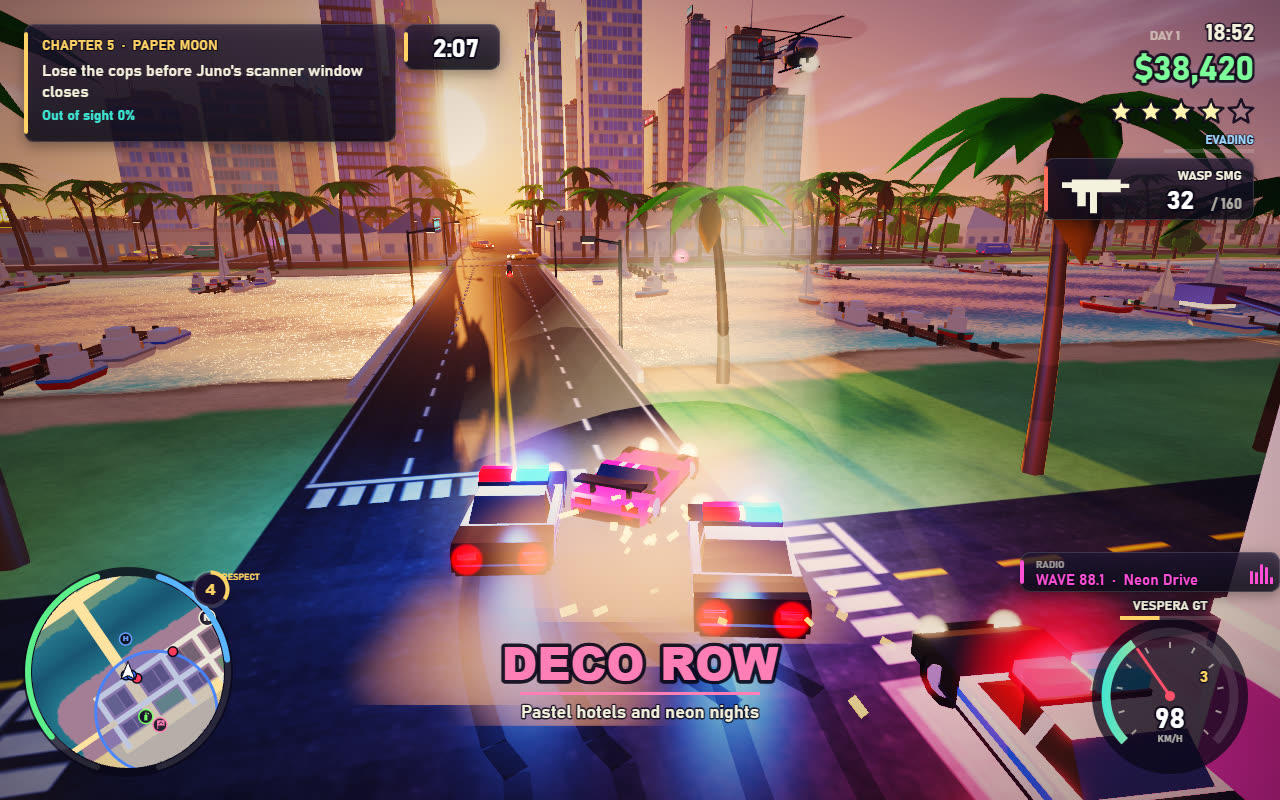 CHAPTER 5 · PAPER MOON
Lose the cops before Juno's scanner window
closes
Out of sight 0%
2:07
DAY 1 18:52
$38,420
EVADING
WASP SMG
32 / 160
4 RESPECT
H
RADIO
WAVE 88.1 · Neon Drive
VESPERA GT
3
98
KM/H
DECO ROW
Pastel hotels and neon nights